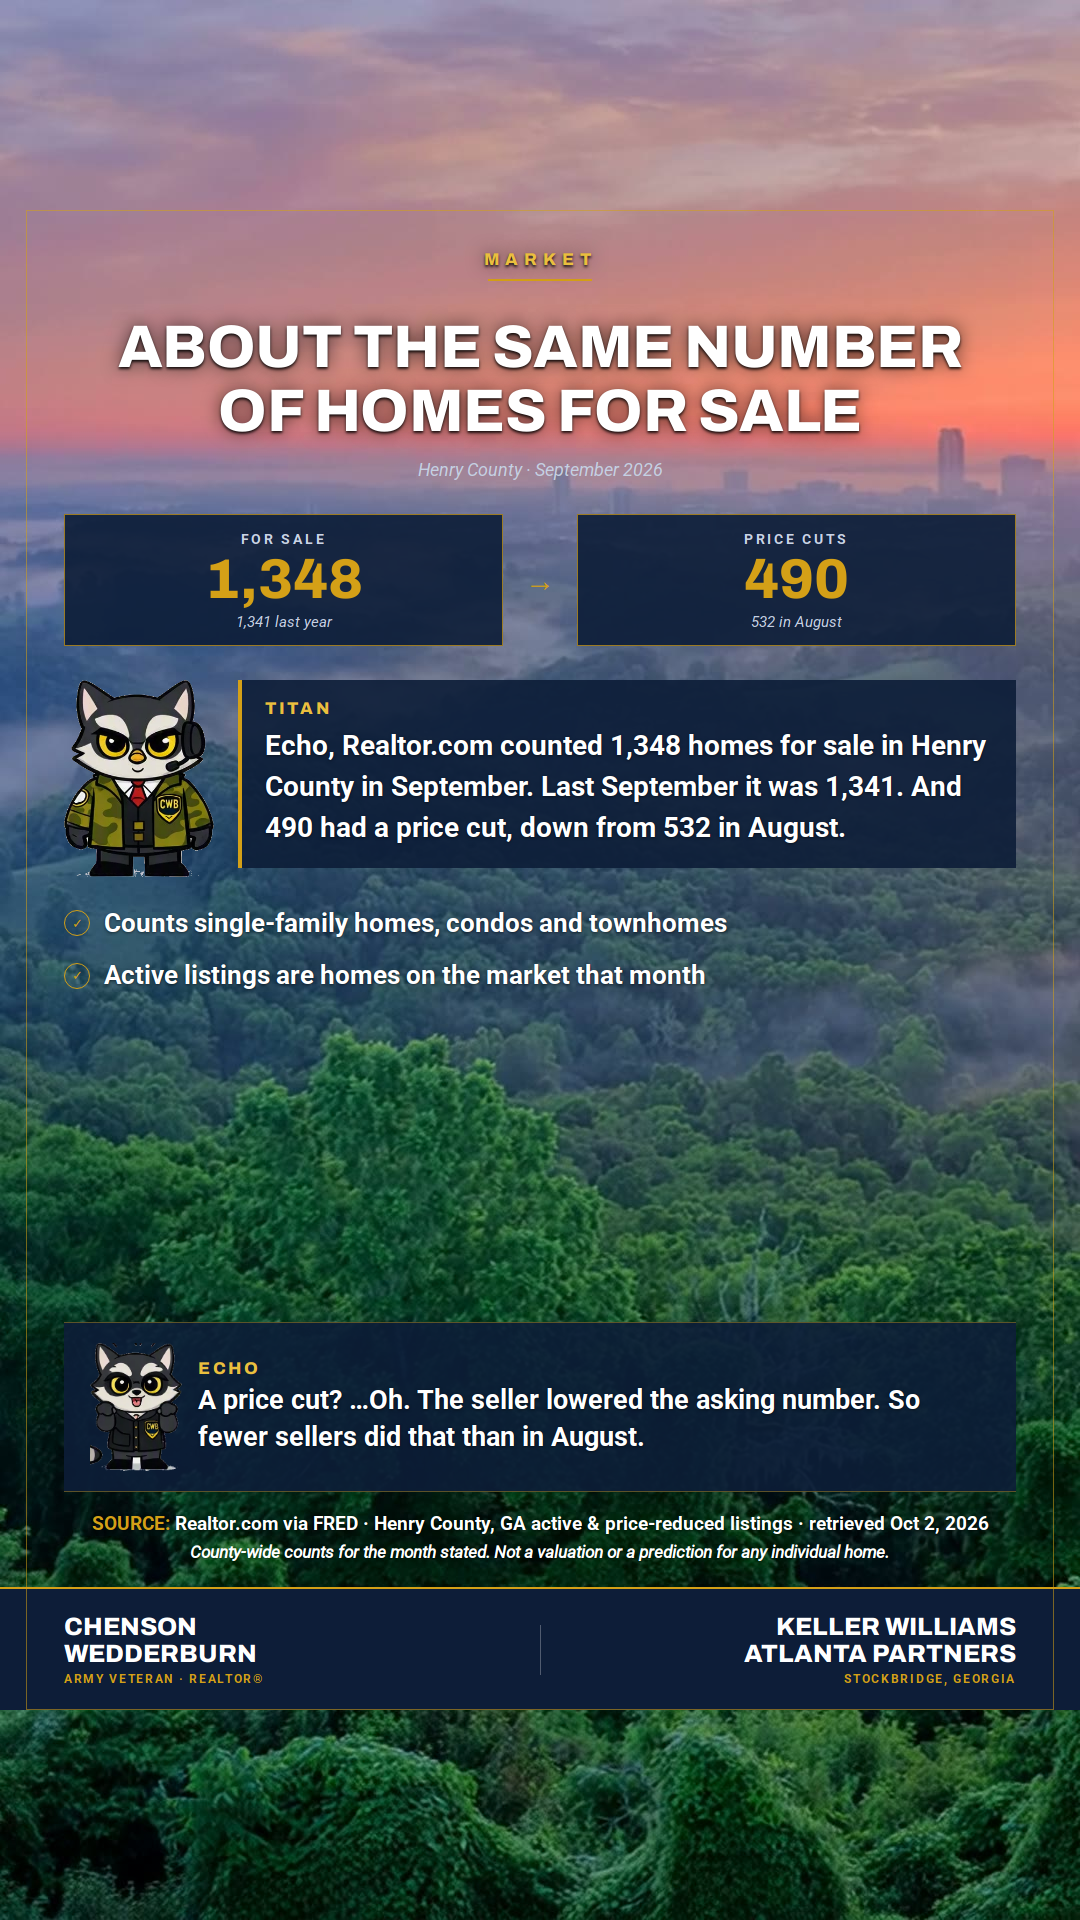 MARKET
ABOUT THE SAME NUMBER
OF HOMES FOR SALE
Henry County · September 2026
FOR SALE
1,348
1,341 last year
→
PRICE CUTS
490
532 in August
CWB
TITAN
Echo, Realtor.com counted 1,348 homes for sale in Henry
County in September. Last September it was 1,341. And
490 had a price cut, down from 532 in August.
✓ Counts single-family homes, condos and townhomes
✓ Active listings are homes on the market that month
CWB
ECHO
A price cut? …Oh. The seller lowered the asking number. So
fewer sellers did that than in August.
SOURCE: Realtor.com via FRED · Henry County, GA active & price-reduced listings · retrieved Oct 2, 2026
County-wide counts for the month stated. Not a valuation or a prediction for any individual home.
CHENSON
WEDDERBURN
ARMY VETERAN · REALTOR®
KELLER WILLIAMS
ATLANTA PARTNERS
STOCKBRIDGE, GEORGIA